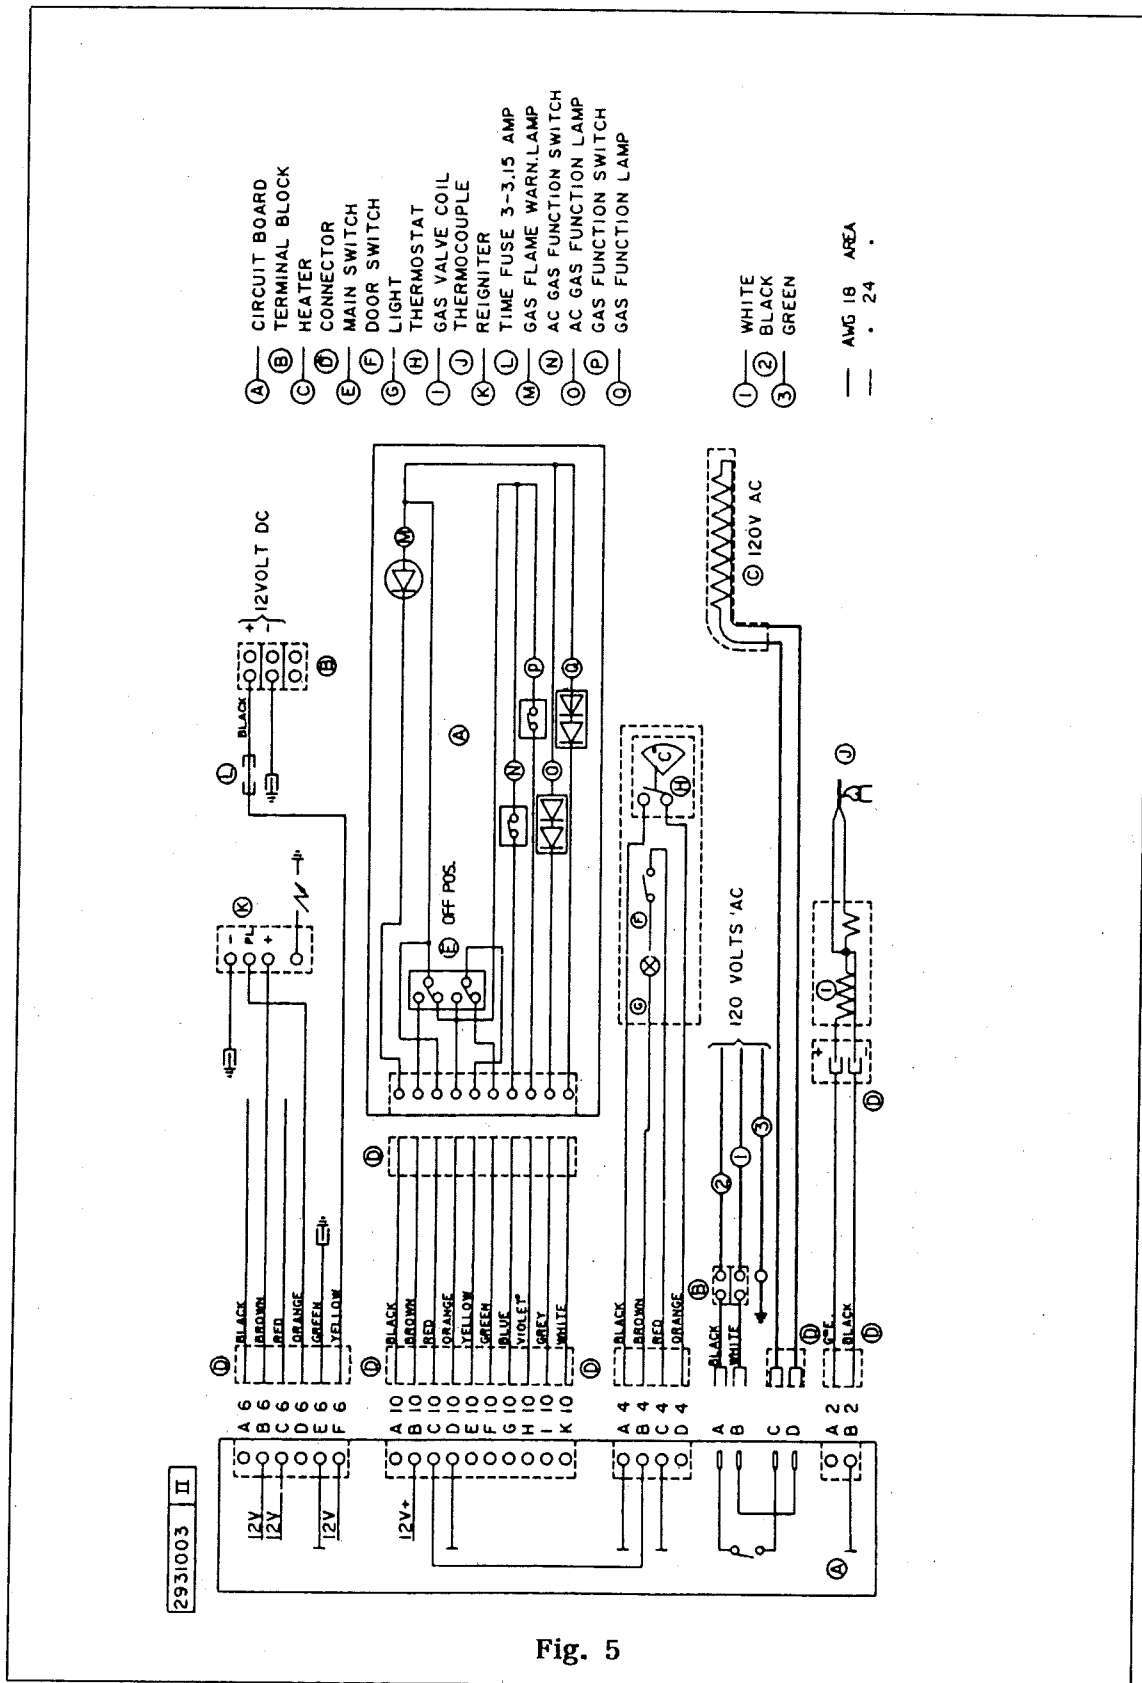 2931003 II
12V
12V
12V
A 6 BLACK
B 6 BROWN
C 6 RED
D 6 ORANGE
E 6 GREEN
F 6 YELLOW
D
- PL +
K
L
BLACK
+
-
12VOLT DC
B
12V+
A 10 BLACK
B 10 BROWN
C 10 RED
D 10 ORANGE
E 10 YELLOW
F 10 GREEN
G 10 BLUE
H 10 VIOLET
I 10 GREY
K 10 WHITE
D
D
E OFF POS.
A
M
N
O
P
Q
A 4 BLACK
B 4 BROWN
C 4 RED
D 4 ORANGE
D
G
F
C°
H
A BLACK
B WHITE
C
D
B
D
2
1
3
120 VOLTS AC
C 120V AC
A 2
B 2 BLACK
D
+
-
D
I
J
A
A CIRCUIT BOARD
B TERMINAL BLOCK
C HEATER
D CONNECTOR
E MAIN SWITCH
F DOOR SWITCH
G LIGHT
H THERMOSTAT
I GAS VALVE COIL
J THERMOCOUPLE
K REIGNITER
L TIME FUSE 3-3.15 AMP
M GAS FLAME WARN.LAMP
N AC GAS FUNCTION SWITCH
O AC GAS FUNCTION LAMP
P GAS FUNCTION SWITCH
Q GAS FUNCTION LAMP
1 WHITE
2 BLACK
3 GREEN
— AWG 18 AREA
— • 24 •
Fig. 5